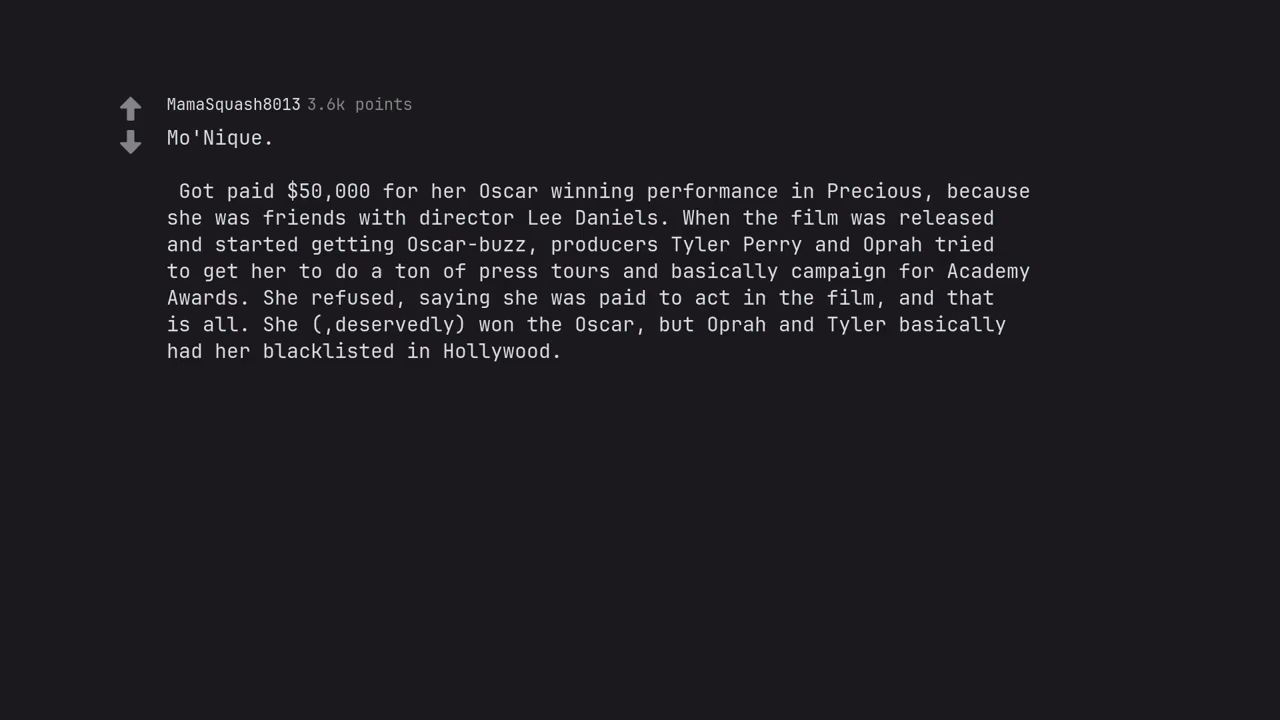 MamaSquash8013 3.6k points
Mo'Nique.
Got paid $50,000 for her Oscar winning performance in Precious, because
she was friends with director Lee Daniels. When the film was released
and started getting Oscar-buzz, producers Tyler Perry and Oprah tried
to get her to do a ton of press tours and basically campaign for Academy
Awards. She refused, saying she was paid to act in the film, and that
is all. She (,deservedly) won the Oscar, but Oprah and Tyler basically
had her blacklisted in Hollywood.